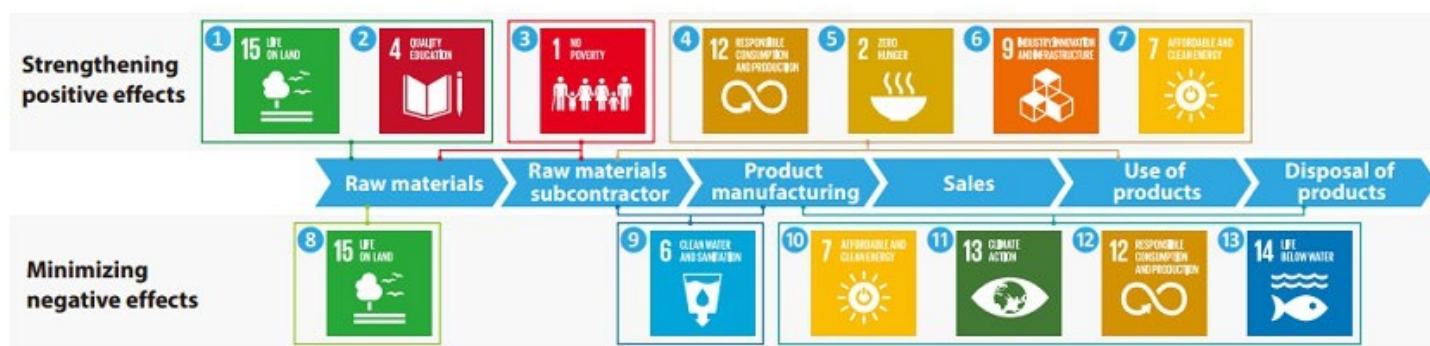 Strengthening
positive effects
1
15 LIFE
ON LAND
2
4 QUALITY
EDUCATION
3
1 NO
POVERTY
4
12 RESPONSIBLE
CONSUMPTION
AND PRODUCTION
5
2 ZERO
HUNGER
6
9 INDUSTRY, INNOVATION
AND INFRASTRUCTURE
7
7 AFFORDABLE AND
CLEAN ENERGY
Raw materials
Raw materials
subcontractor
Product
manufacturing
Sales
Use of
products
Disposal of
products
Minimizing
negative effects
8
15 LIFE
ON LAND
9
6 CLEAN WATER
AND SANITATION
10
7 AFFORDABLE AND
CLEAN ENERGY
11
13 CLIMATE
ACTION
12
12 RESPONSIBLE
CONSUMPTION
AND PRODUCTION
13
14 LIFE
BELOW WATER